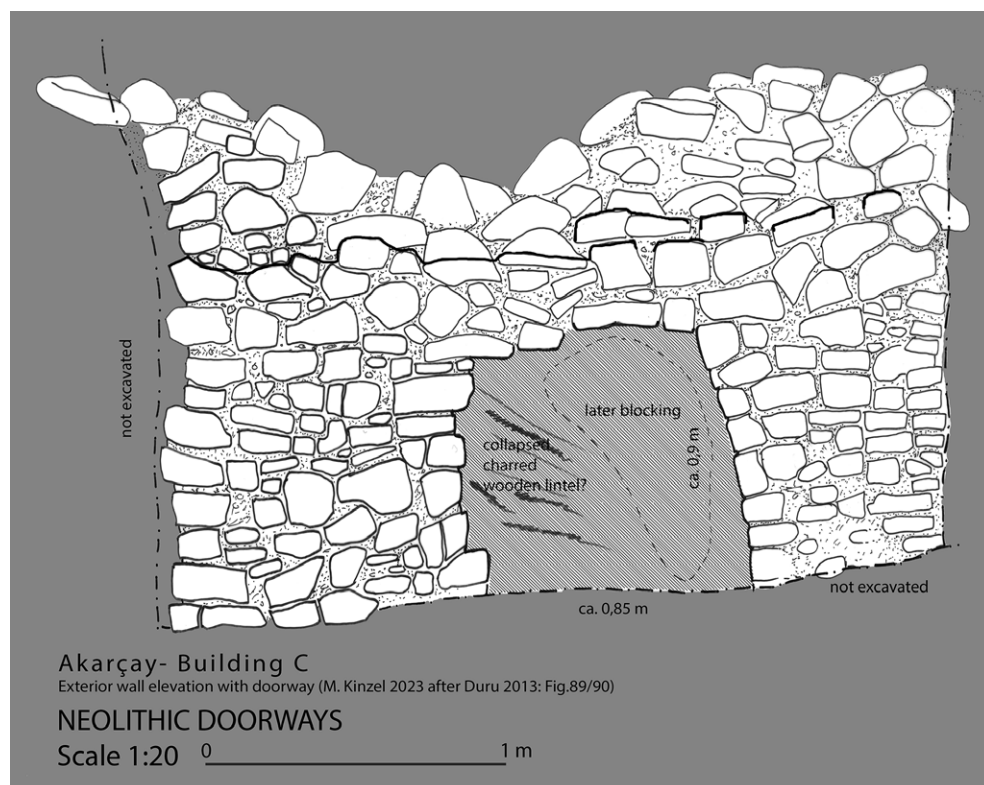 not excavated
later blocking
ca. 0,9 m
collapsed
charred
wooden lintel?
not excavated
ca. 0,85 m
Akarçay- Building C
Exterior wall elevation with doorway (M. Kinzel 2023 after Duru 2013: Fig.89/90)
NEOLITHIC DOORWAYS
Scale 1:20 0 1 m